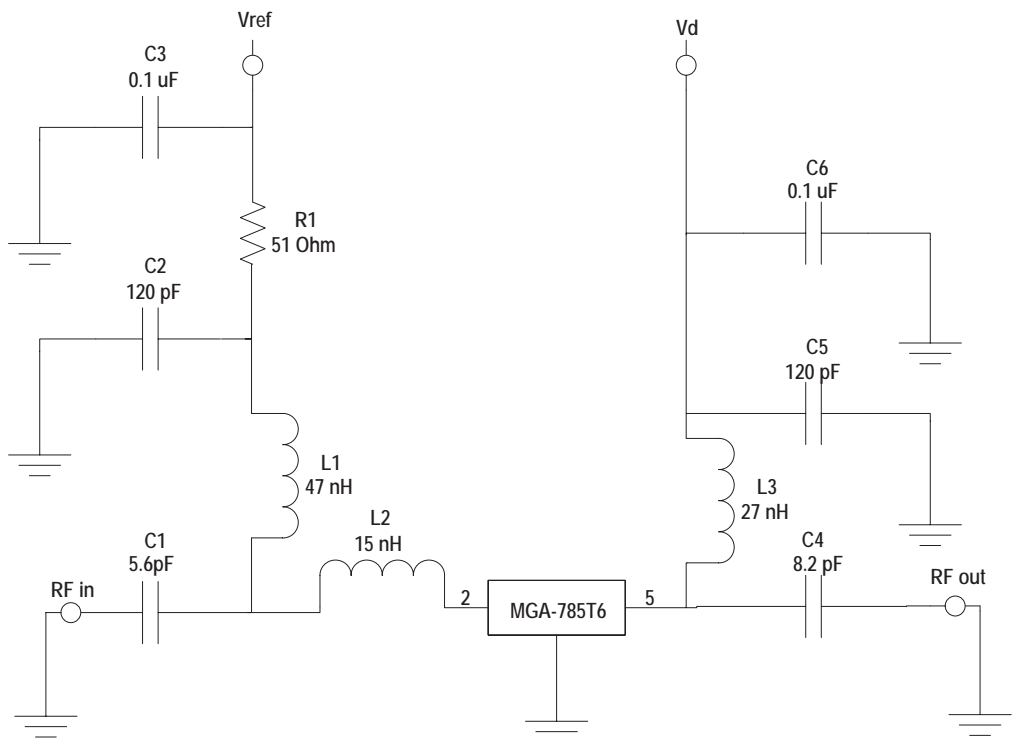 Vref
Vd
C3
0.1 uF
C6
0.1 uF
R1
51 Ohm
C2
120 pF
C5
120 pF
L1
47 nH
L3
27 nH
L2
15 nH
C1
5.6pF
C4
8.2 pF
RF in
RF out
2
MGA-785T6
5